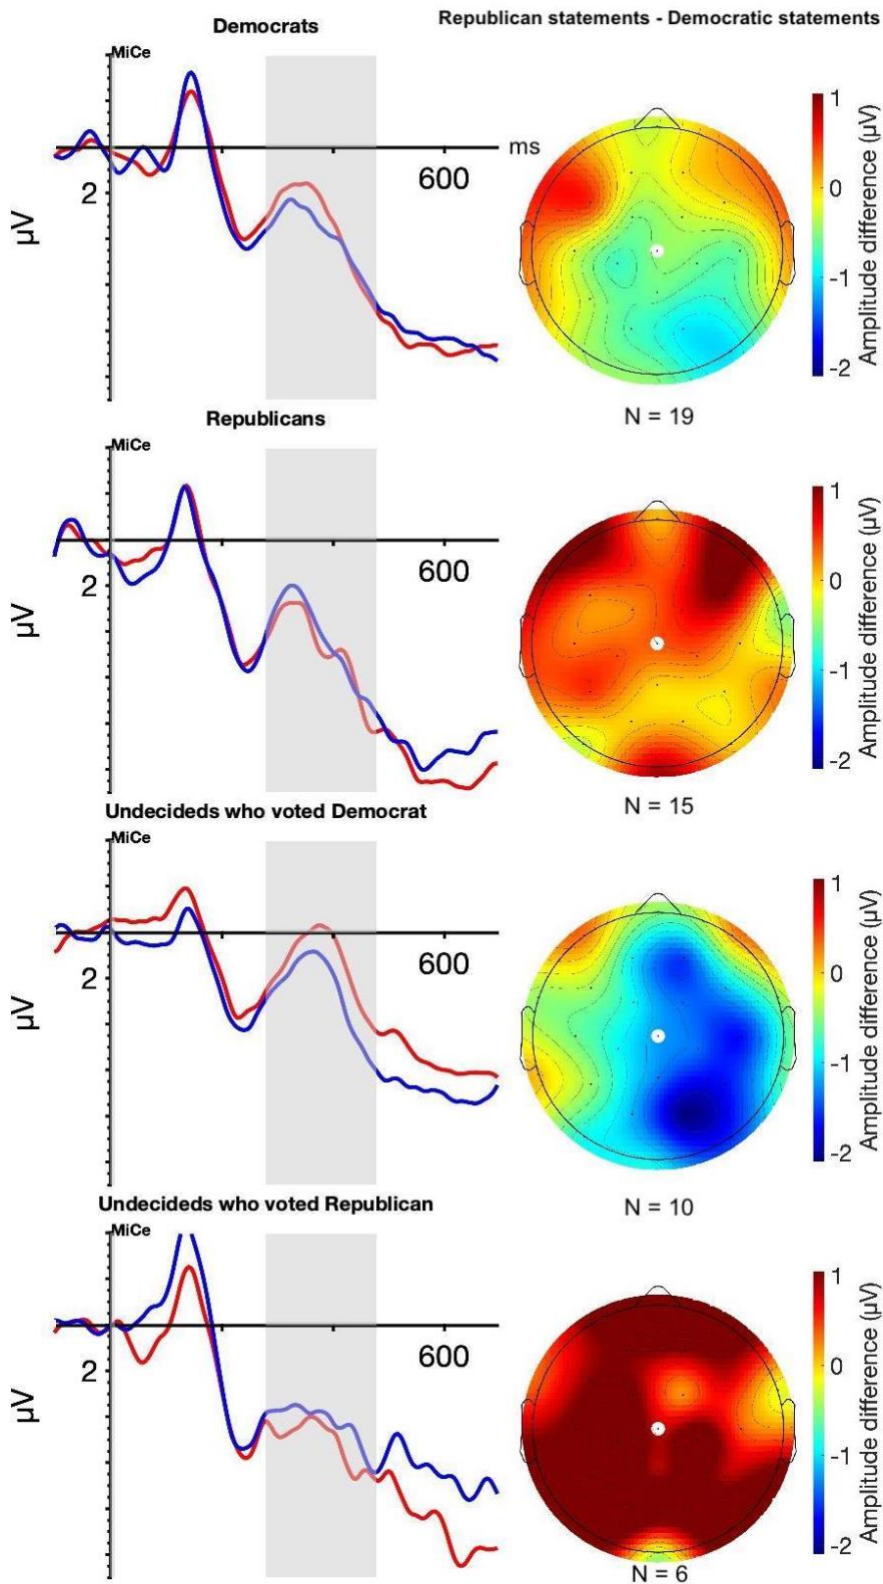 Republican statements - Democratic statements
Democrats
MiCe
ms
600
2
µV
1
0
-1
-2
Amplitude difference (µV)
N = 19
Republicans
MiCe
600
2
µV
1
0
-1
-2
Amplitude difference (µV)
N = 15
Undecideds who voted Democrat
MiCe
600
2
µV
1
0
-1
-2
Amplitude difference (µV)
N = 10
Undecideds who voted Republican
MiCe
600
2
µV
1
0
-1
-2
Amplitude difference (µV)
N = 6